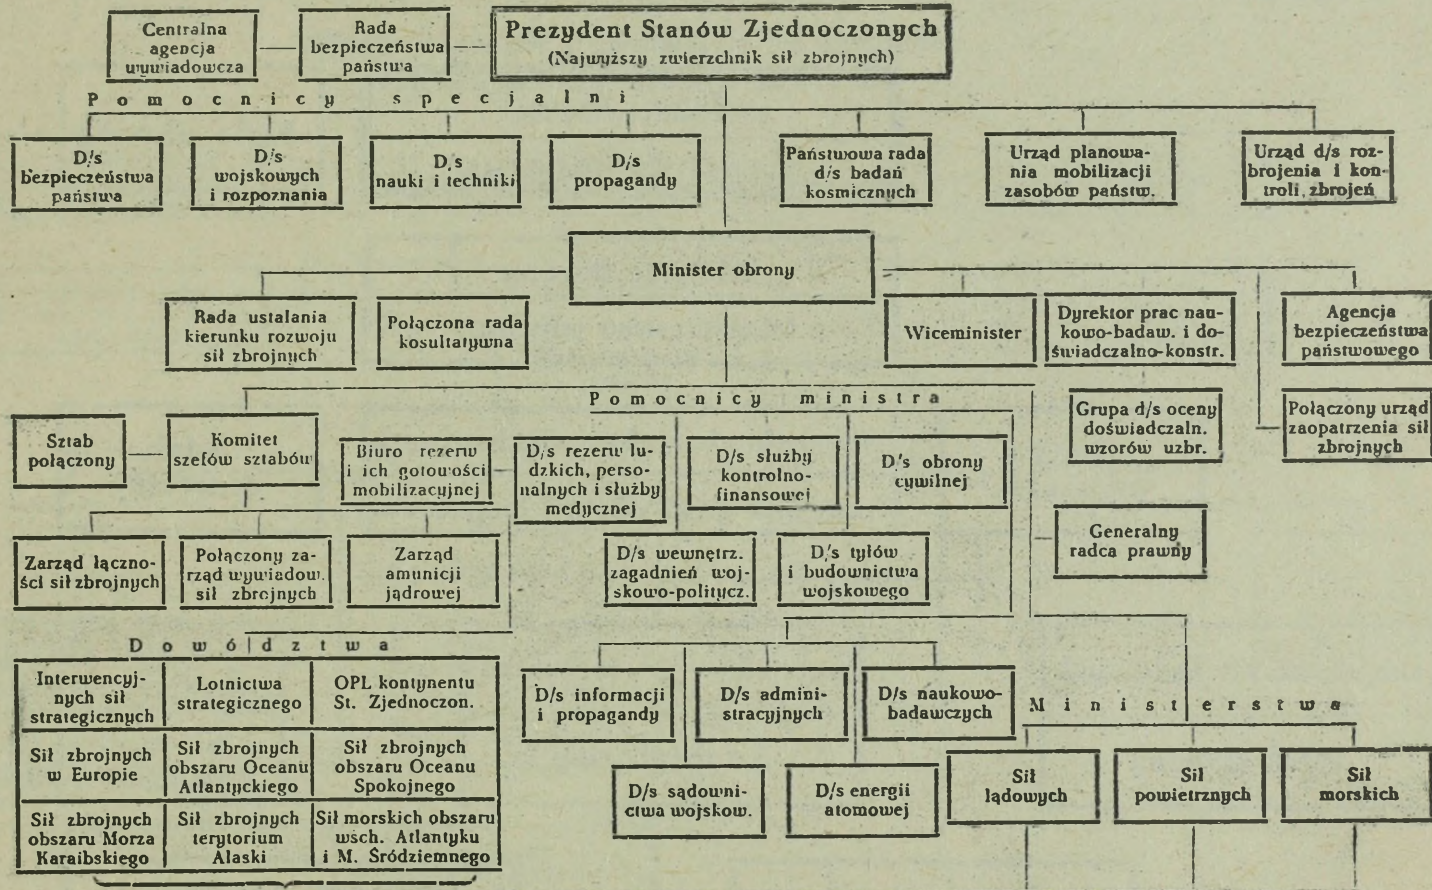 Centralna
agencja
wywiadowcza
Rada
bezpieczeństwa
państwa
Prezydent Stanów Zjednoczonych
(Najwyższy zwierzchnik sił zbrojnych)
Pomocnicy specjalni
D/s
bezpieczeństwa
państwa
D/s
wojskowych
i rozpoznania
D/s
nauki i techniki
D/s
propagandy
Państwowa rada
d/s badań
kosmicznych
Urząd planowa-
nia mobilizacji
zasobów państw.
Urząd d/s roz-
brojenia i kon-
troli zbrojeń
Minister obrony
Rada ustalania
kierunku rozwoju
sił zbrojnych
Połączona rada
kosultatywna
Wiceminister
Dyrektor prac nau-
kowo-badaw. i do-
świadczalno-konstr.
Agencja
bezpieczeństwa
państwowego
Grupa d/s oceny
doświadczaln.
wzorów uzbr.
Połączony urząd
zaopatrzenia sił
zbrojnych
Pomocnicy ministra
Sztab
połączony
Komitet
szefów sztabów
Biuro rezerw
i ich gotowości
mobilizacyjnej
D/s rezerw lu-
dzkich, perso-
nalnych i służby
medycznej
D/s służby
kontrolno-
finansowej
D/s obrony
cywilnej
Zarząd łączno-
ści sił zbrojnych
Połączony za-
rząd wywiadow.
sił zbrojnych
Zarząd
amunicji
jądrowej
D/s wewnętrz.
zagadnień woj-
skowo-politycz.
D/s tyłów
i budownictwa
wojskowego
Generalny
radca prawny
Dowództwa
Interwencyj-
nych sił
strategicznych
Lotnictwa
strategicznego
OPL kontynentu
St. Zjednoczon.
Sił zbrojnych
w Europie
Sił zbrojnych
obszaru Oceanu
Atlantyckiego
Sił zbrojnych
obszaru Oceanu
Spokojnego
Sił zbrojnych
obszaru Morza
Karaibskiego
Sił zbrojnych
terytorium
Alaski
Sił morskich obszaru
wsch. Atlantyku
i M. Śródziemnego
D/s informacji
i propagandy
D/s admini-
stracyjnych
D/s naukowo-
badawczych
D/s sądowni-
ctwa wojskow.
D/s energii
atomowej
Ministerstwa
Sił
lądowych
Sił
powietrznych
Sił
morskich